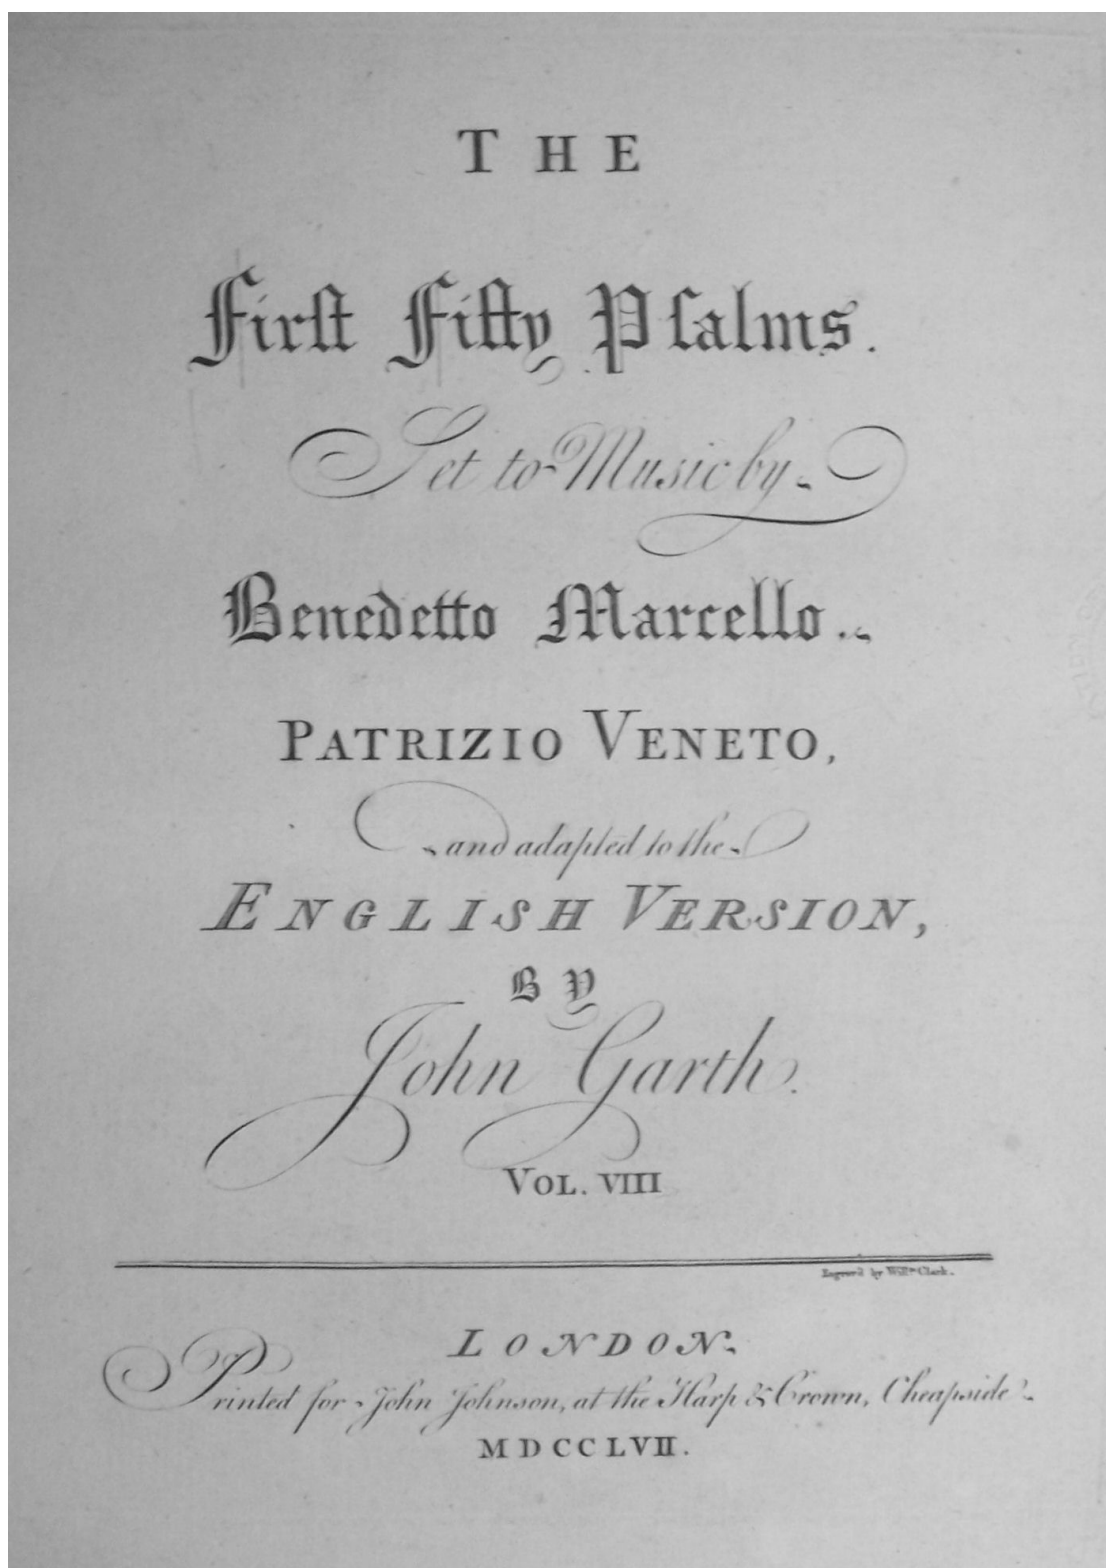 THE
Firſt Fifty Pſalms.
Set to Music by
Benedetto Marcello.
PATRIZIO VENETO,
and adapted to the
ENGLISH VERSION,
BY
John Garth.
VOL. VIII
Engrav'd by Willm Clark.
LONDON.
Printed for John Johnson, at the Harp & Crown, Cheapside.
MDCCLVII.